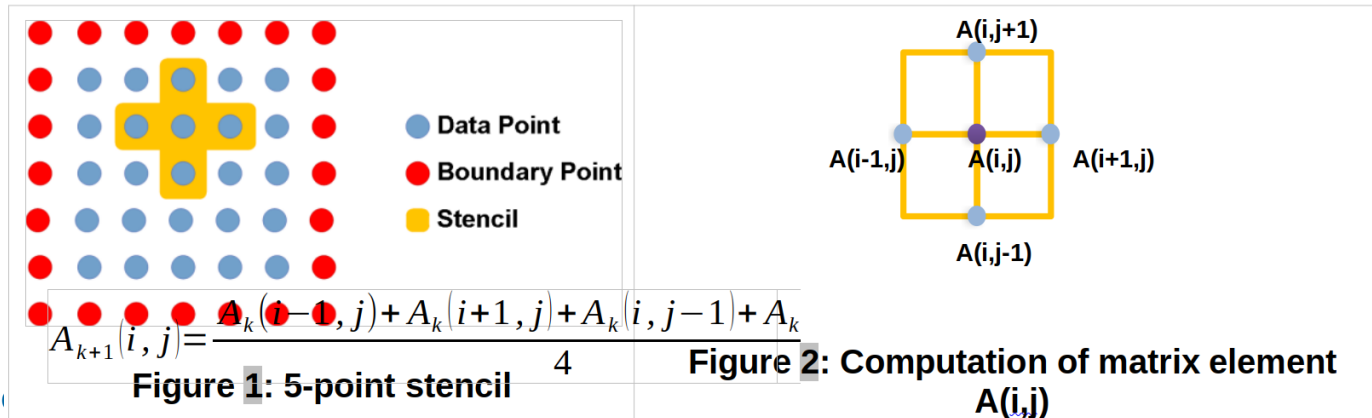 Data Point
Boundary Point
Stencil
A_{k+1}(i,j)=\frac{A_k(i-1,j)+A_k(i+1,j)+A_k(i,j-1)+A_k}{4}
Figure 1: 5-point stencil
A(i,j+1)
A(i-1,j) A(i,j) A(i+1,j)
A(i,j-1)
Figure 2: Computation of matrix element
A(i,j)